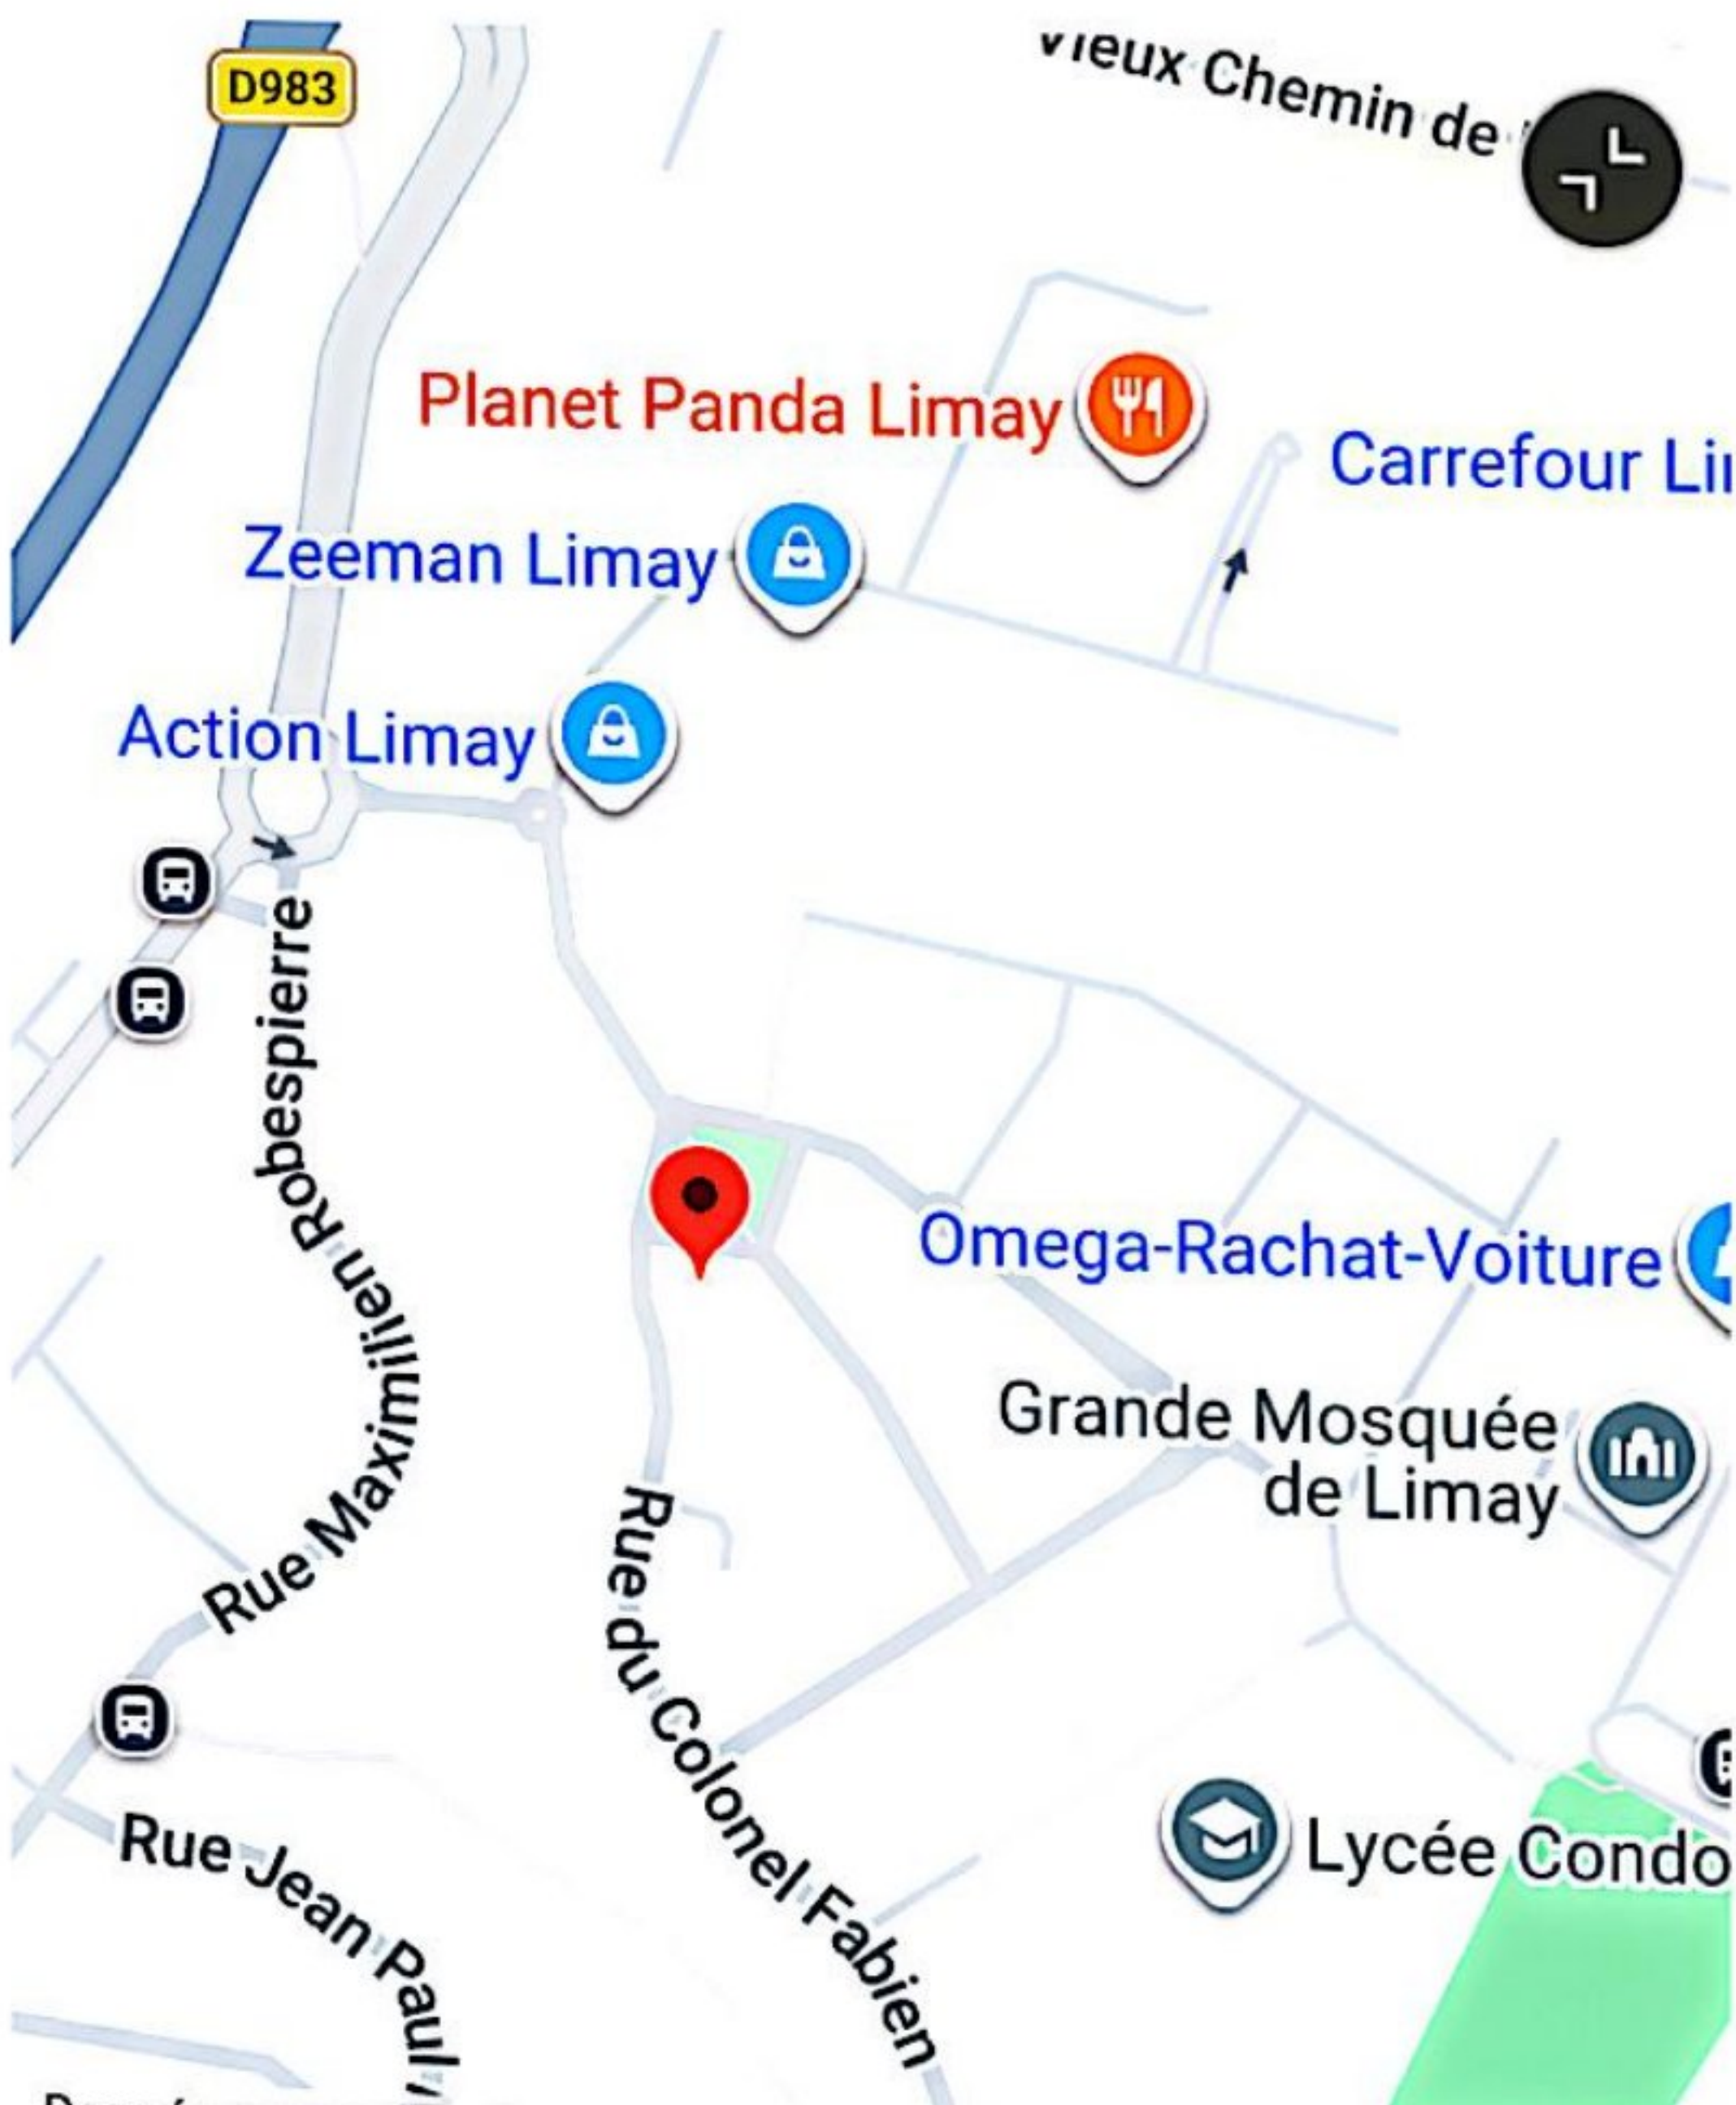 D983
Vieux Chemin de
Planet Panda Limay
Carrefour
Zeeman Limay
Action Limay
Rue Maximilien Robespierre
Omega-Rachat-Voiture
Grande Mosquée
de Limay
Rue du Colonel Fabien
Lycée Condo
Rue Jean Paul